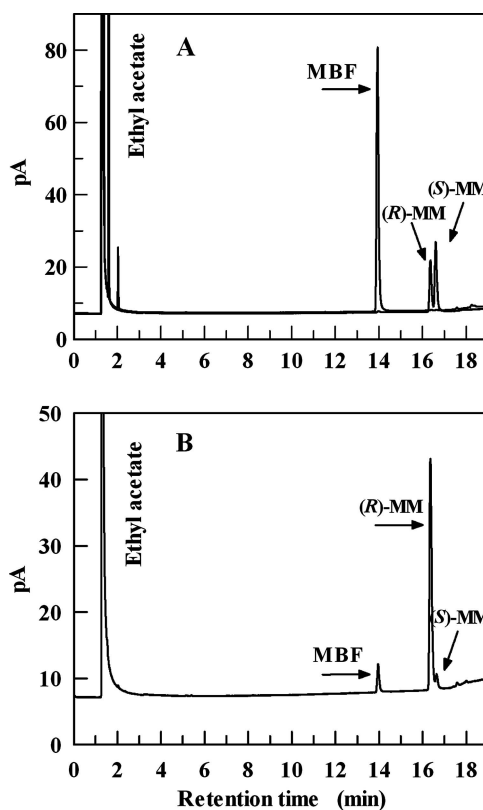 A
Ethyl acetate
MBF
(R)-MM
(S)-MM
pA
80
60
40
20
0
0 2 4 6 8 10 12 14 16 18
B
Ethyl acetate
(R)-MM
(S)-MM
MBF
pA
50
40
30
20
10
0
0 2 4 6 8 10 12 14 16 18
Retention time (min)